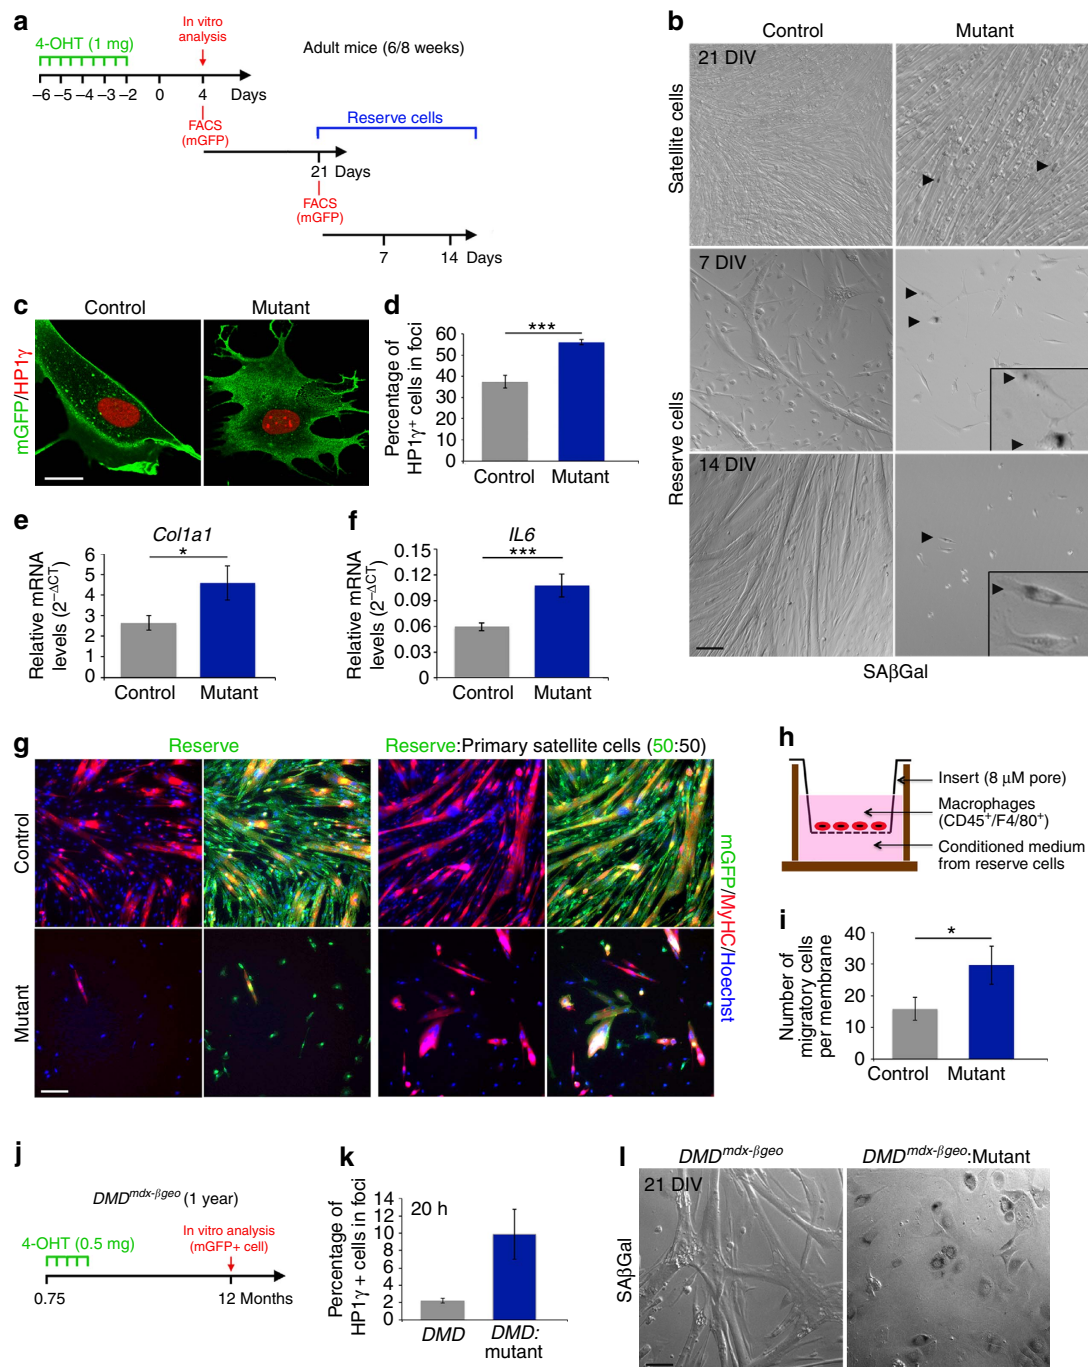 a
4-OHT (1 mg)
In vitro
analysis
Adult mice (6/8 weeks)
–6 –5 –4 –3 –2 0 4 Days
FACS
(mGFP)
Reserve cells
21 Days
FACS
(mGFP)
7 14 Days
b
Control Mutant
Satellite cells
21 DIV
Reserve cells
7 DIV
14 DIV
SAβGal
c
Control Mutant
mGFP/HP1γ
d
Percentage of
HP1γ⁺ cells in foci
60
50
40
30
20
10
0
***
Control Mutant
e
Col1a1
Relative mRNA
levels (2^–ΔCT)
6
5
4
3
2
1
0
*
Control Mutant
f
IL6
Relative mRNA
levels (2^–ΔCT)
0.15
0.12
0.09
0.06
0.03
0
***
Control Mutant
g
Reserve
Reserve:Primary satellite cells (50:50)
Control
Mutant
mGFP/MyHC/Hoechst
h
Insert (8 μM pore)
Macrophages
(CD45⁺/F4/80⁺)
Conditioned medium
from reserve cells
i
Number of
migratory cells
per membrane
40
30
20
10
0
*
Control Mutant
j
DMD^mdx-βgeo (1 year)
4-OHT (0.5 mg)
In vitro analysis
(mGFP+ cell)
0.75 12 Months
k
Percentage of
HP1γ + cells in foci
14
12
10
8
6
4
2
0
20 h
DMD DMD:
mutant
l
DMD^mdx-βgeo DMD^mdx-βgeo:Mutant
SAβGal
21 DIV